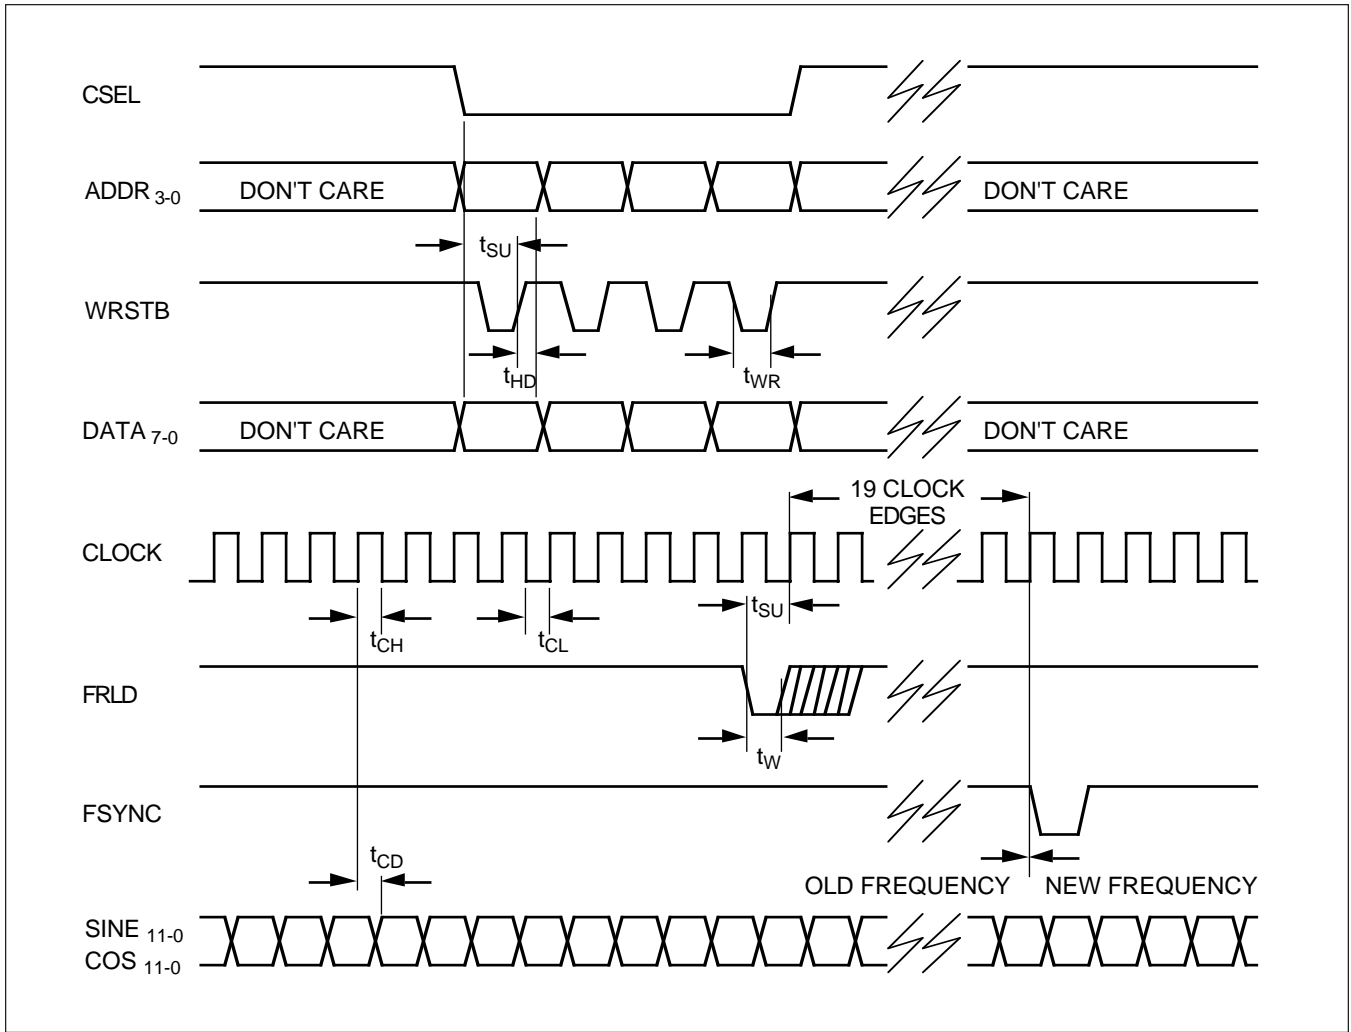 CSEL
ADDR 3-0 DON'T CARE DON'T CARE
tSU
WRSTB
tHD tWR
DATA 7-0 DON'T CARE DON'T CARE
19 CLOCK
EDGES
CLOCK
tSU
tCH tCL
FRLD
tW
FSYNC
tCD
OLD FREQUENCY NEW FREQUENCY
SINE 11-0
COS 11-0